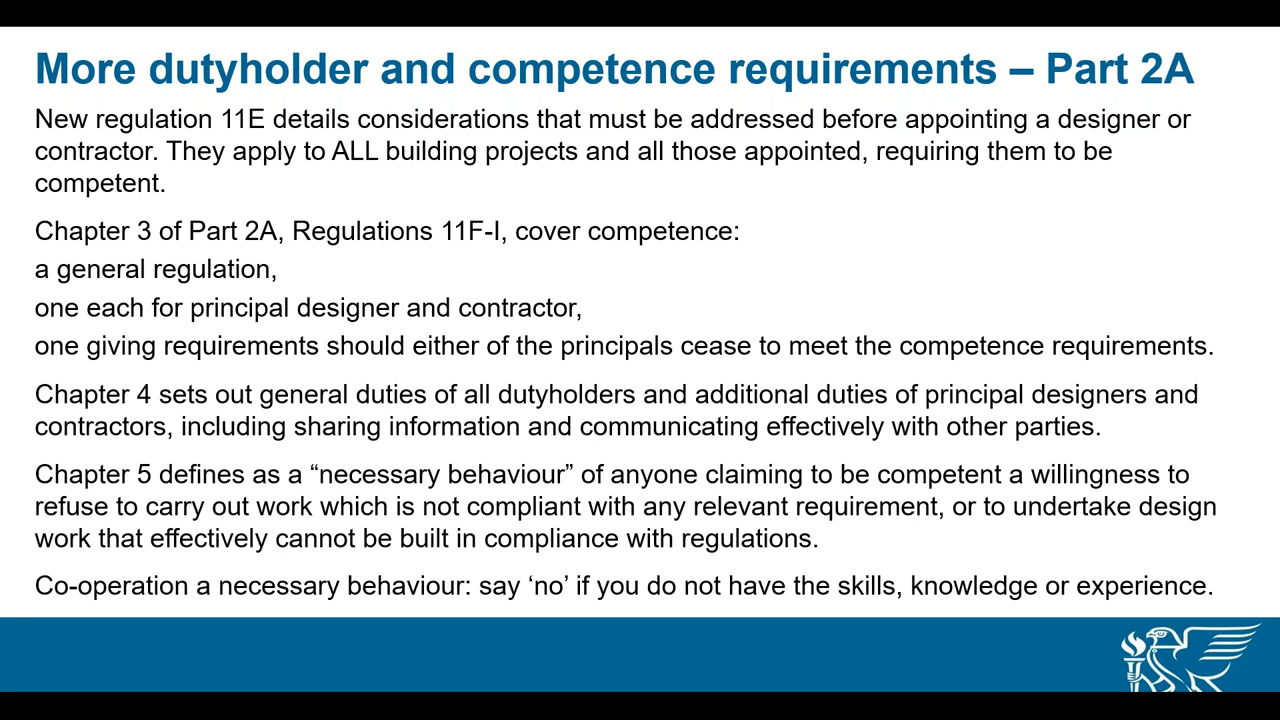 More dutyholder and competence requirements – Part 2A
New regulation 11E details considerations that must be addressed before appointing a designer or
contractor. They apply to ALL building projects and all those appointed, requiring them to be
competent.
Chapter 3 of Part 2A, Regulations 11F-I, cover competence:
a general regulation,
one each for principal designer and contractor,
one giving requirements should either of the principals cease to meet the competence requirements.
Chapter 4 sets out general duties of all dutyholders and additional duties of principal designers and
contractors, including sharing information and communicating effectively with other parties.
Chapter 5 defines as a “necessary behaviour” of anyone claiming to be competent a willingness to
refuse to carry out work which is not compliant with any relevant requirement, or to undertake design
work that effectively cannot be built in compliance with regulations.
Co-operation a necessary behaviour: say ‘no’ if you do not have the skills, knowledge or experience.